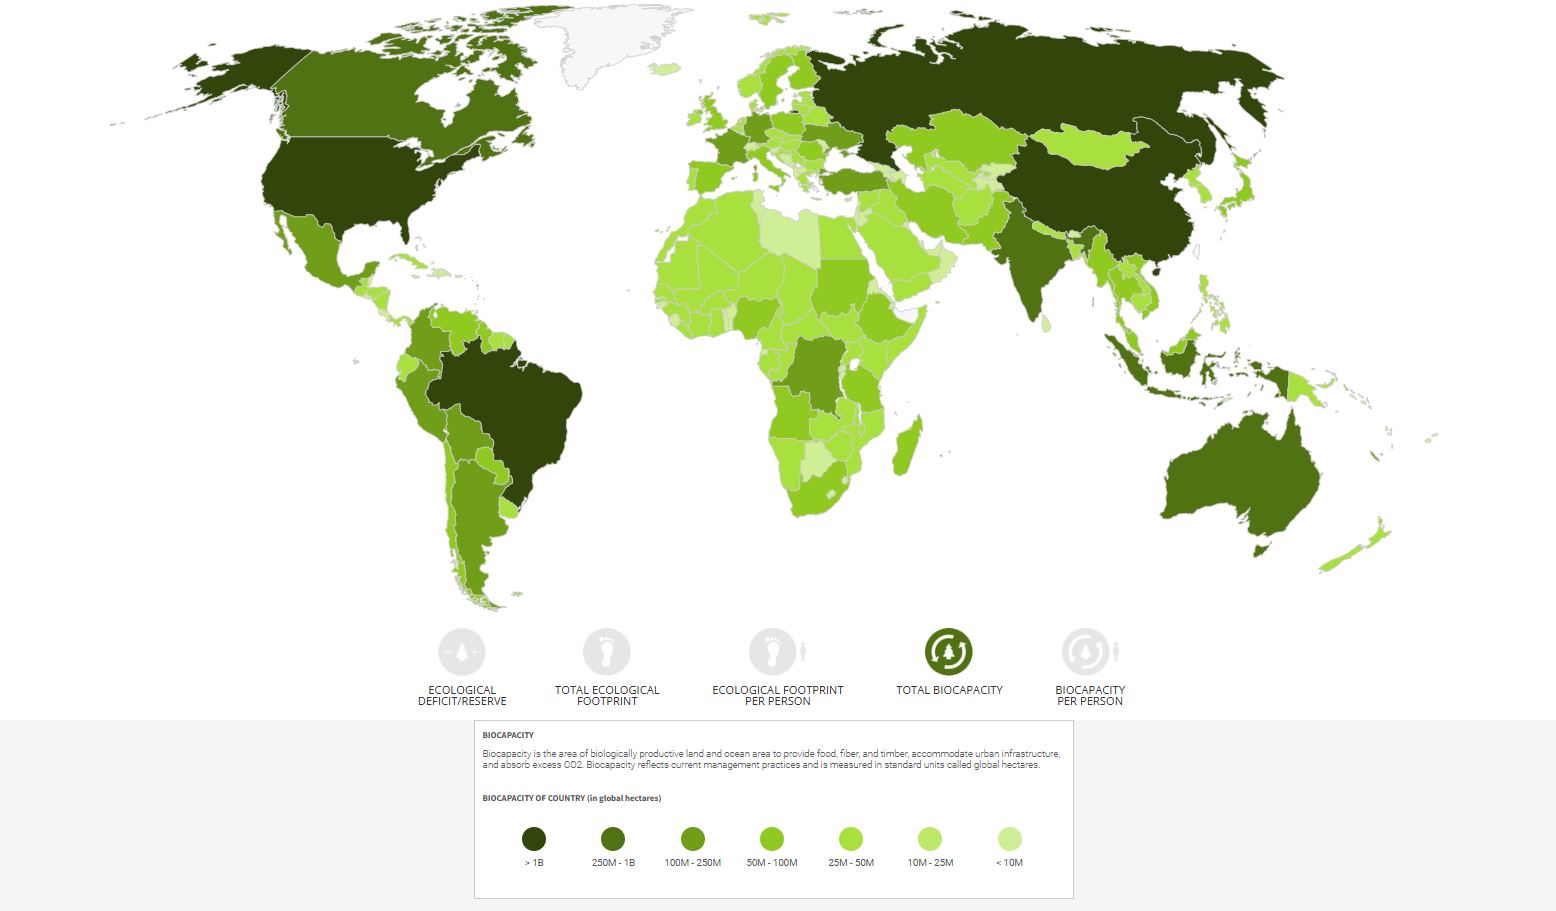 ECOLOGICAL
DEFICIT/RESERVE
TOTAL ECOLOGICAL
FOOTPRINT
ECOLOGICAL FOOTPRINT
PER PERSON
TOTAL BIOCAPACITY
BIOCAPACITY
PER PERSON
BIOCAPACITY
Biocapacity is the area of biologically productive land and ocean area to provide food, fiber, and timber, accommodate urban infrastructure,
and absorb excess CO2. Biocapacity reflects current management practices and is measured in standard units called global hectares.
BIOCAPACITY OF COUNTRY (in global hectares)
> 1B
250M - 1B
100M - 250M
50M - 100M
25M - 50M
10M - 25M
< 10M